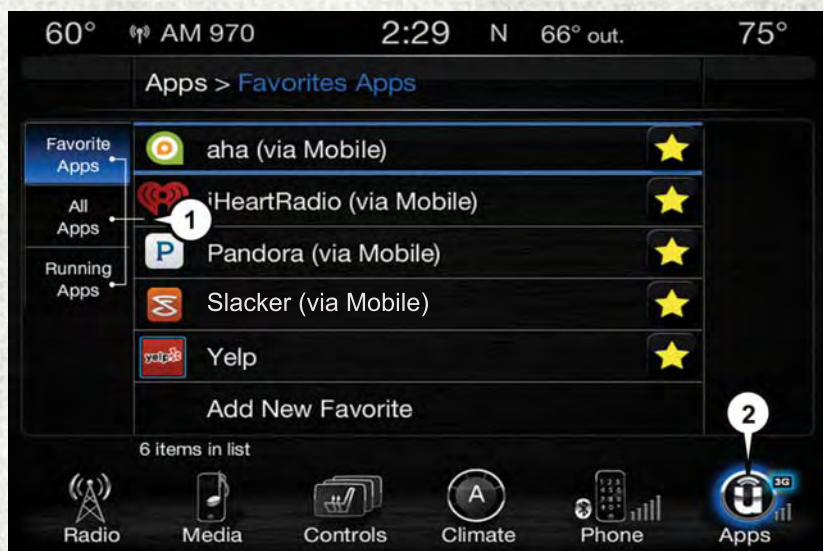 60° AM 970 2:29 N 66° out. 75°
Apps > Favorites Apps
Favorite
Apps
All
Apps
Running
Apps
1
aha (via Mobile)
iHeartRadio (via Mobile)
P Pandora (via Mobile)
Slacker (via Mobile)
yelp Yelp
Add New Favorite
6 items in list
2
A
3G
Radio Media Controls Climate Phone Apps